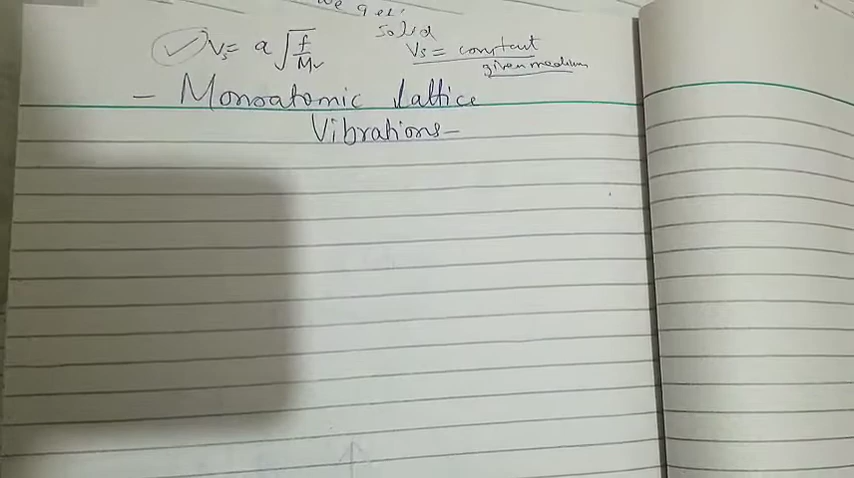 we get.
solid
Vs = a √f/M
Vs = constant
given medium
- Monoatomic lattice
Vibrations-